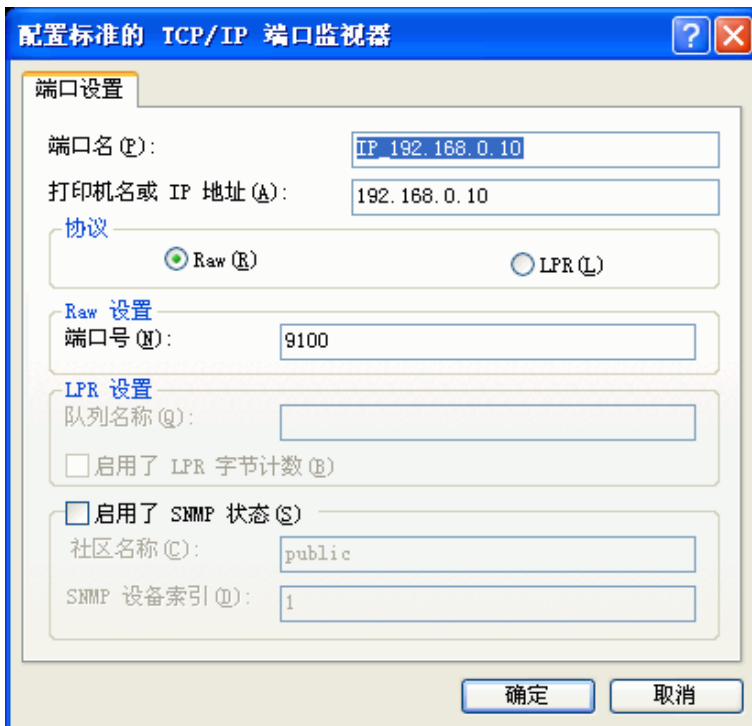 配置标准的 TCP/IP 端口监视器
端口设置
端口名(P): IP_192.168.0.10
打印机名或 IP 地址(A): 192.168.0.10
协议
Raw(R) LPR(L)
Raw 设置
端口号(N): 9100
LPR 设置
队列名称(Q):
启用了 LPR 字节计数(B)
启用了 SNMP 状态(S)
社区名称(C): public
SNMP 设备索引(D): 1
确定 取消